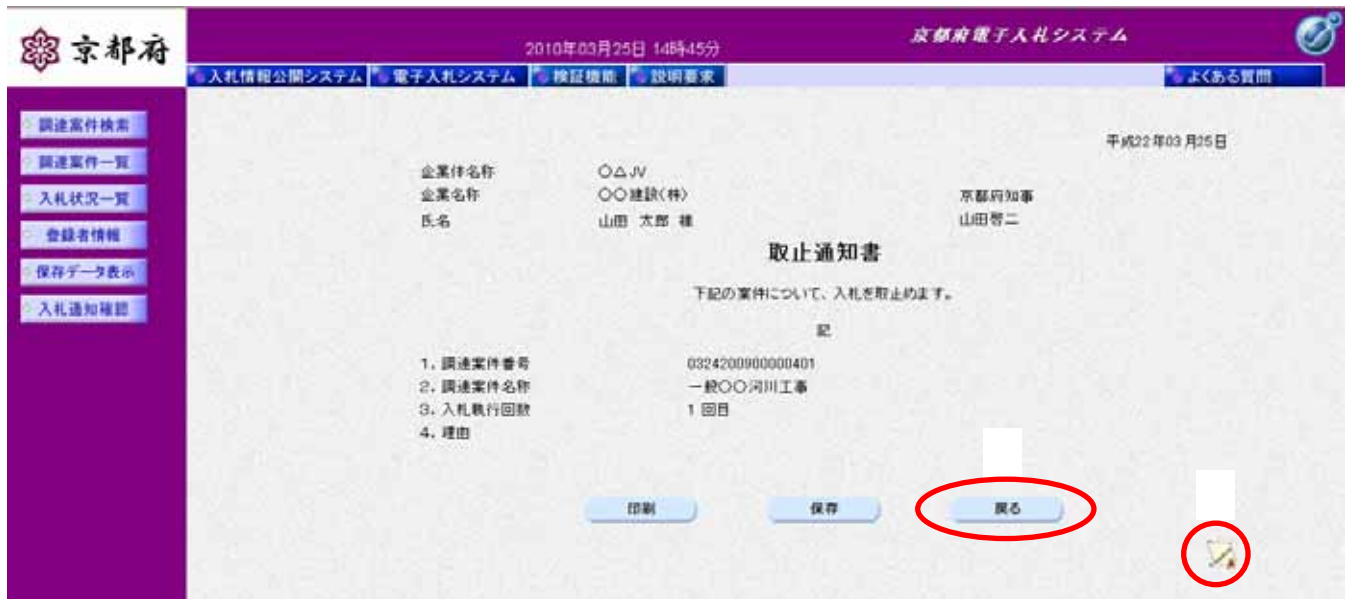 京都府
2010年03月25日 14時45分
京都府電子入札システム
入札情報公開システム 電子入札システム 検証機能 説明要求 よくある質問
調達案件検索
調達案件一覧
入札状況一覧
登録者情報
保存データ表示
入札通知確認
平成22年03月25日
企業体名称 〇△JV
企業名称 〇〇建設(株) 京都府知事
氏名 山田 太郎 様 山田啓二
取止通知書
下記の案件について、入札を取止めます。
記
1. 調達案件番号 0324200900000401
2. 調達案件名称 一般〇〇河川工事
3. 入札執行回数 1 回目
4. 理由
印刷 保存 戻る